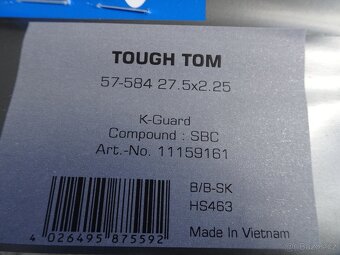 TOUGH TOM
57-584 27.5x2.25
K-Guard
Compound : SBC
Art.-No. 11159161
B/B-SK
HS463
Made In Vietnam
4 026495 875592